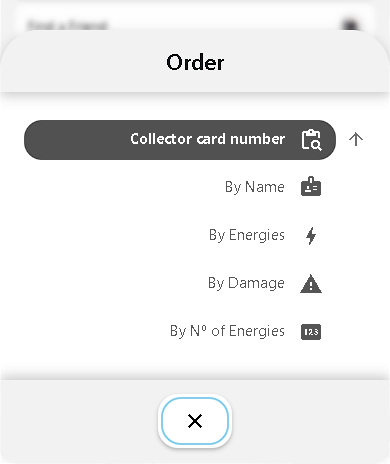 Find a Friend
Order
Collector card number
By Name
By Energies
By Damage
By Nº of Energies
123